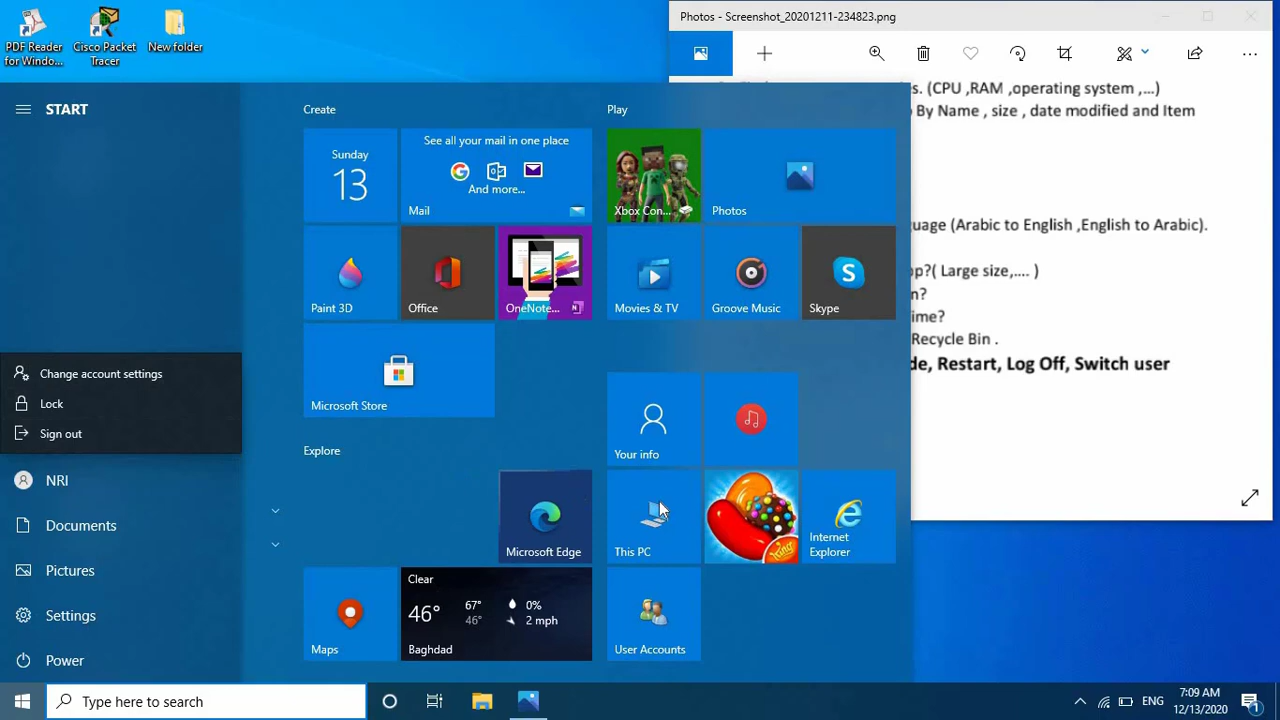 PDF Reader
for Windo...
Cisco Packet
Tracer
New folder
Photos - Screenshot_20201211-234823.png
s. (CPU ,RAM ,operating system ,...)
By Name , size , date modified and Item
uage (Arabic to English ,English to Arabic).
op?( Large size,.... )
n?
ime?
Recycle Bin .
de, Restart, Log Off, Switch user
START
Change account settings
Lock
Sign out
NRI
Documents
Pictures
Settings
Power
Create
Sunday
13
See all your mail in one place
And more...
Mail
Paint 3D
Office
OneNote...
Microsoft Store
Explore
Microsoft Edge
Maps
Clear
46°
67°
46°
0%
2 mph
Baghdad
Play
Xbox Con...
Photos
Movies & TV
Groove Music
Skype
Your info
This PC
King
Internet
Explorer
User Accounts
Type here to search
ENG
7:09 AM
12/13/2020
1